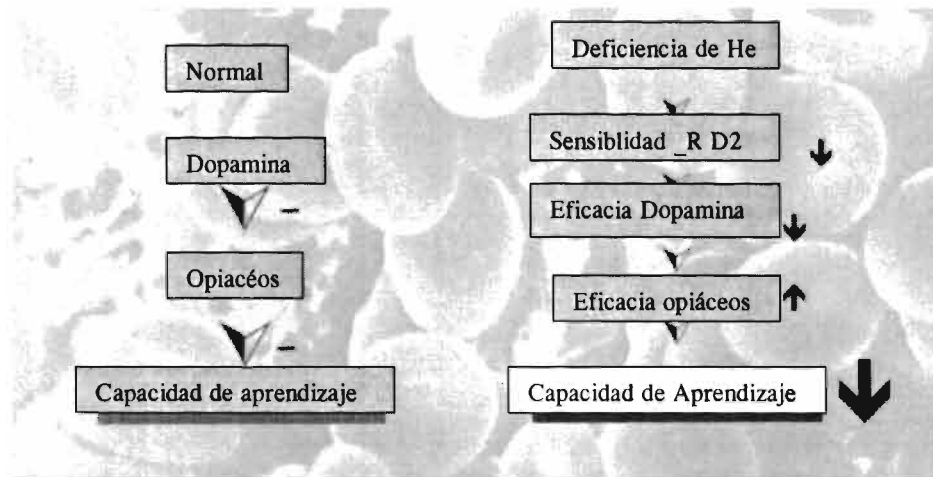 Normal
Dopamina
–
Opiacéos
–
Capacidad de aprendizaje
Deficiencia de He
Sensiblidad _R D2
Eficacia Dopamina
Eficacia opiáceos
Capacidad de Aprendizaje